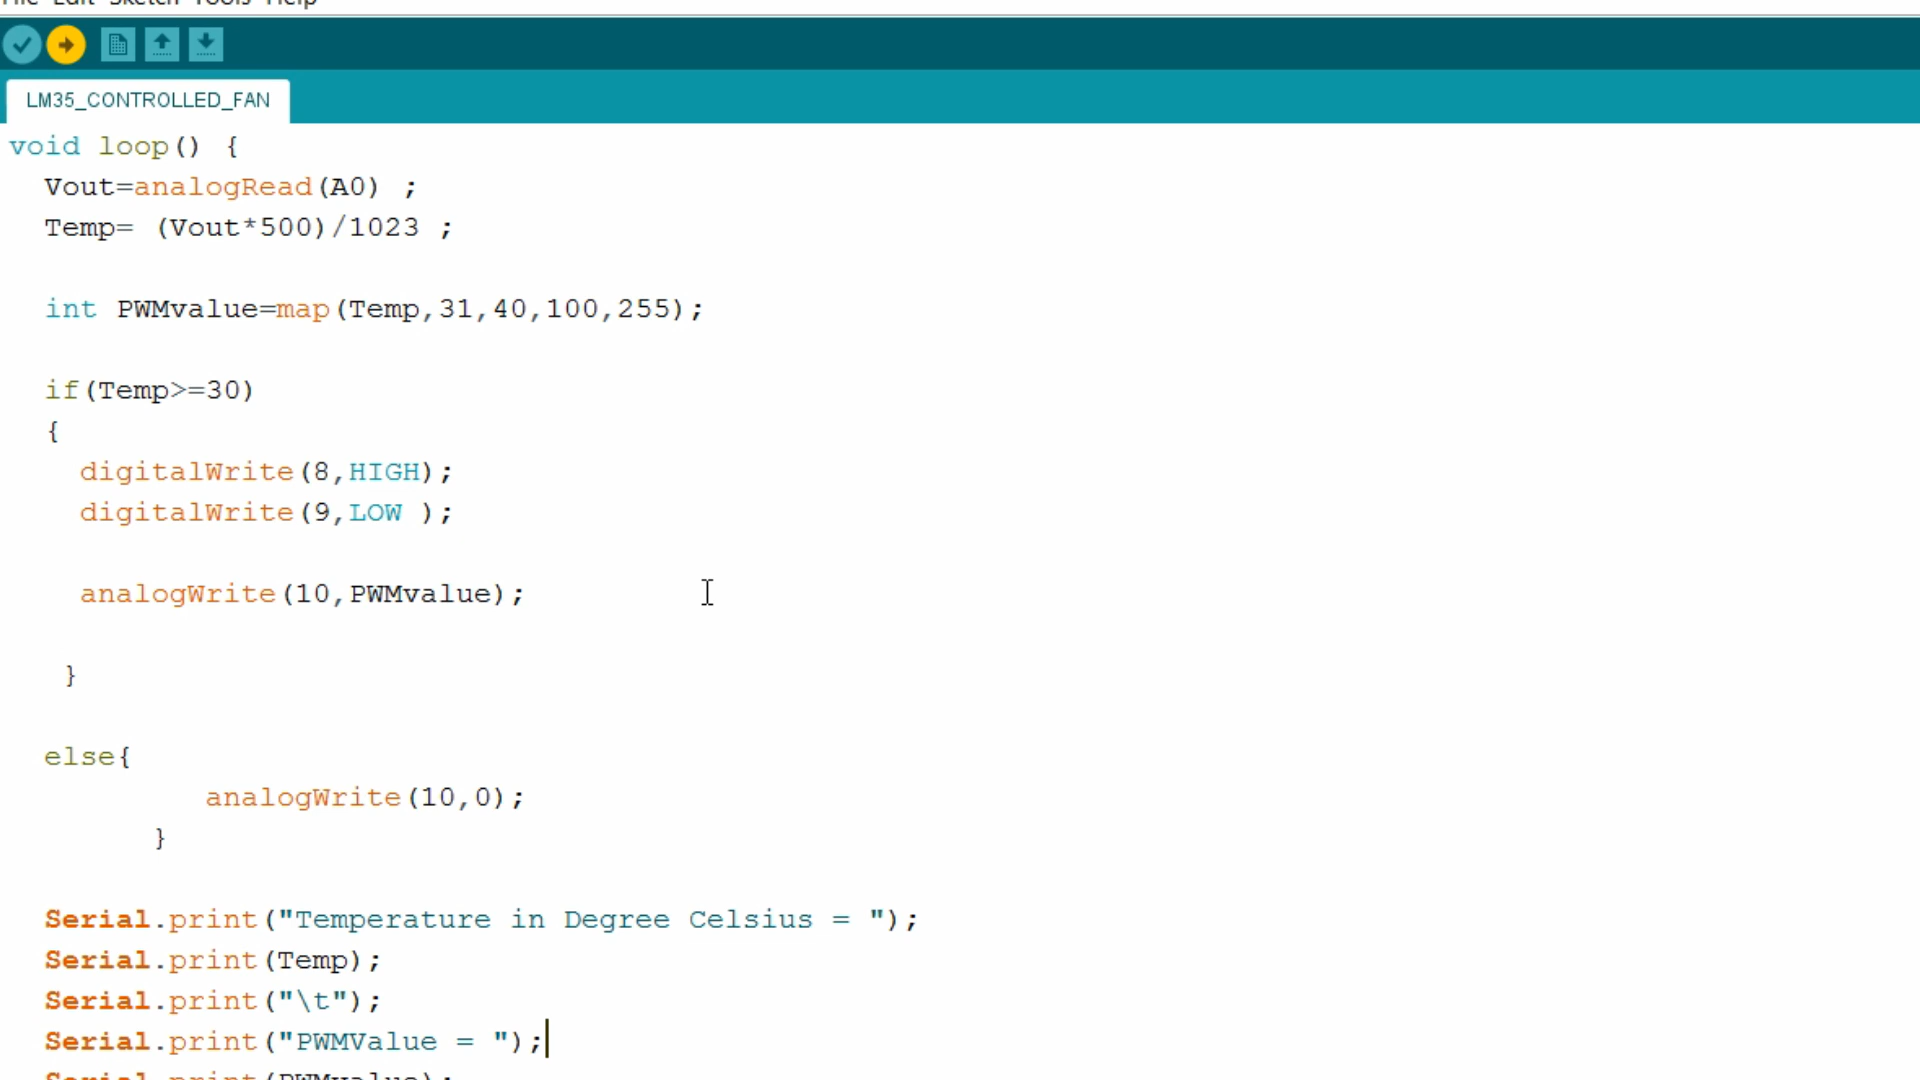 File Edit Sketch Tools Help
LM35_CONTROLLED_FAN
void loop() {
Vout=analogRead(A0) ;
Temp= (Vout*500)/1023 ;
int PWMvalue=map(Temp,31,40,100,255);
if(Temp>=30)
{
digitalWrite(8,HIGH);
digitalWrite(9,LOW );
analogWrite(10,PWMvalue);
}
else{
analogWrite(10,0);
}
Serial.print("Temperature in Degree Celsius = ");
Serial.print(Temp);
Serial.print("\t");
Serial.print("PWMValue = ");
Serial.print(PWMvalue);